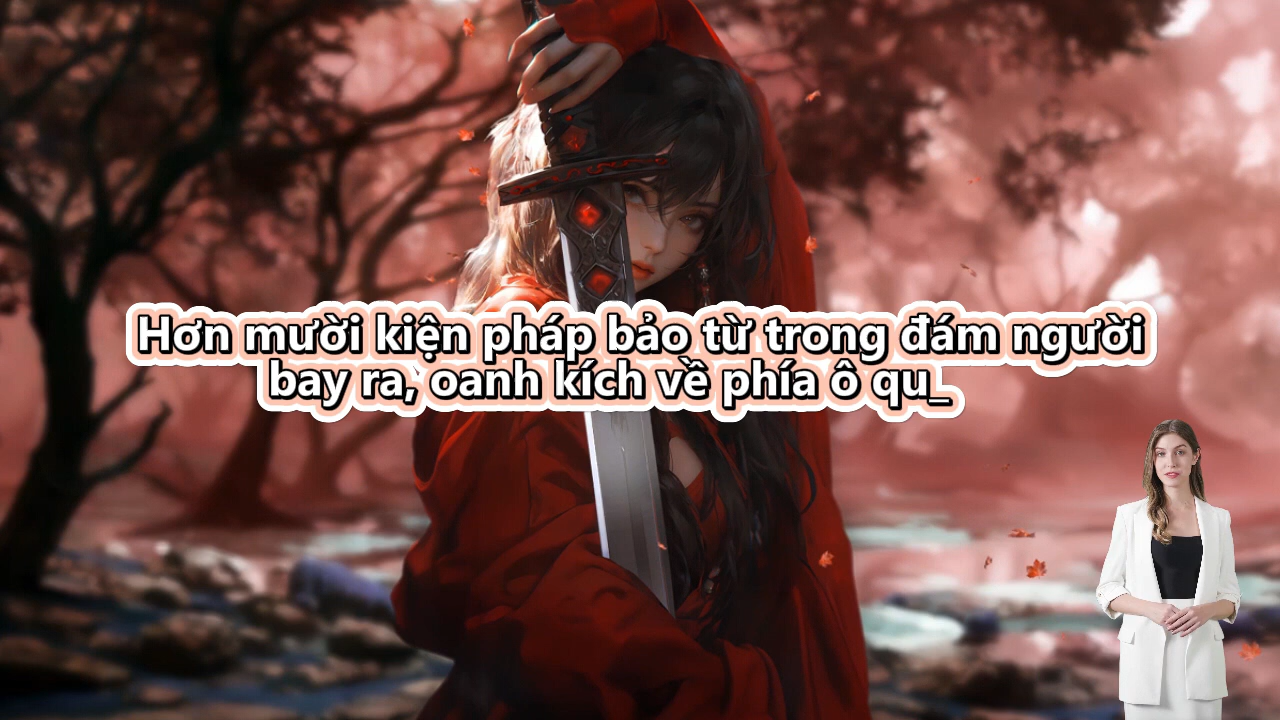 Hơn mười kiện pháp bảo từ trong đám người
bay ra, oanh kích về phía ô qu_